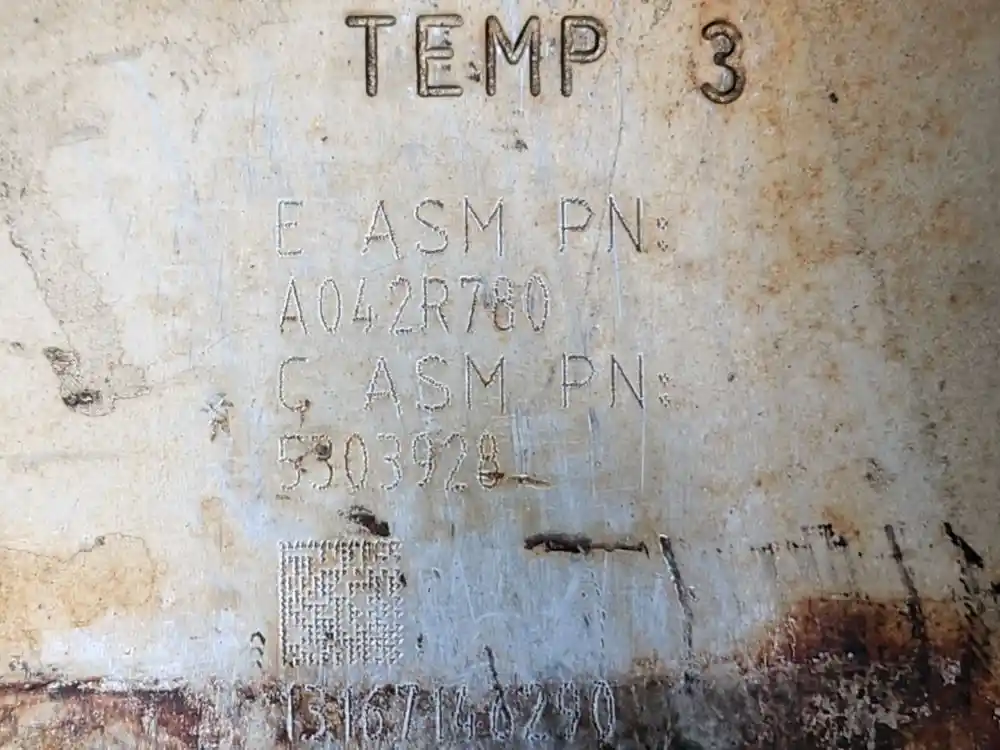 TEMP 3
E ASM PN:
A042R780
C ASM PN:
5303928